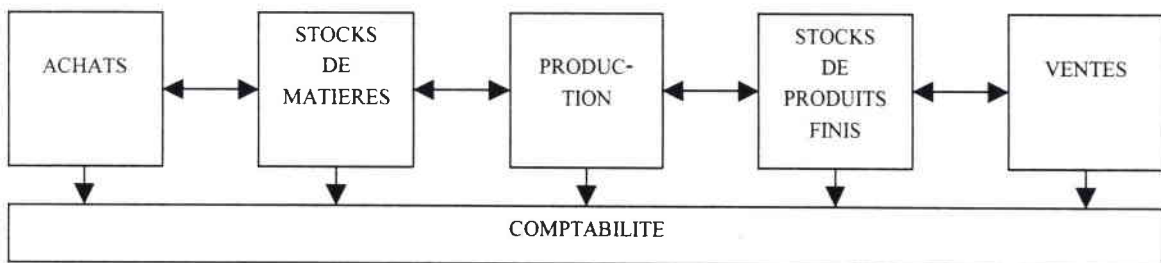 ACHATS
STOCKS
DE
MATIERES
PRODUC-
TION
STOCKS
DE
PRODUITS
FINIS
VENTES
COMPTABILITE